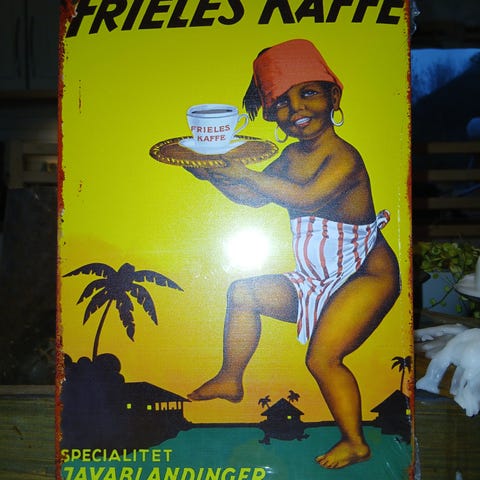 FRIELES KAFFE
FRIELES
KAFFE
SPECIALITET
JAVABLANDINGER